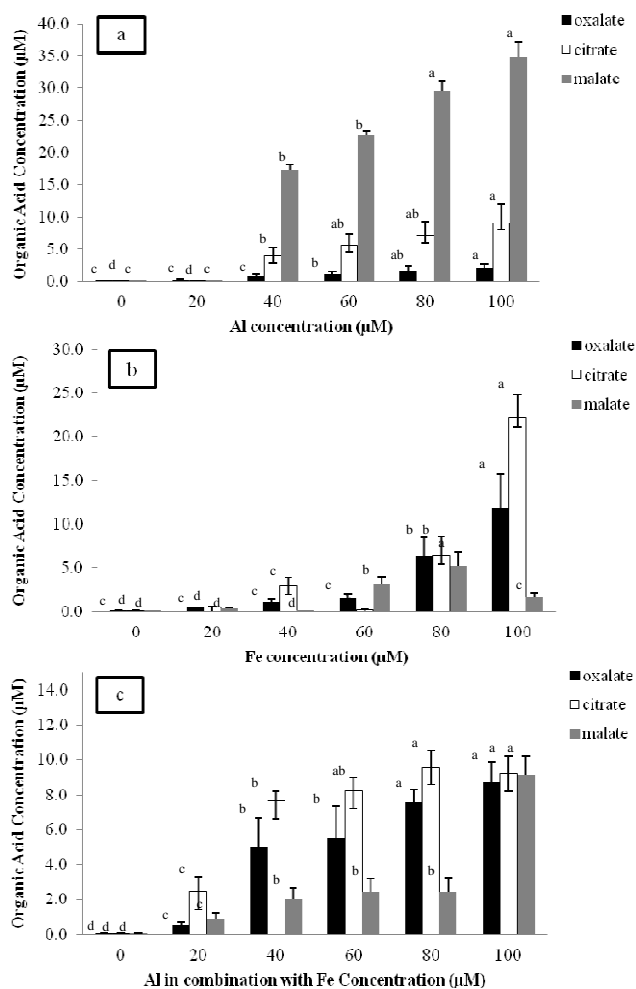 a
40.0
35.0
30.0
25.0
20.0
15.0
10.0
5.0
0.0
Organic Acid Concentration (µM)
oxalate
citrate
malate
c d c
c d c
c b b
b ab b
ab ab a
a a a
0 20 40 60 80 100
Al concentration (µM)
b
30.0
25.0
20.0
15.0
10.0
5.0
0.0
Organic Acid Concentration (µM)
oxalate
citrate
malate
c d d
c d d
c c d
c b
b b a
a a c
0 20 40 60 80 100
Fe concentration (µM)
c
14.0
12.0
10.0
8.0
6.0
4.0
2.0
0.0
Organic Acid Concentration (µM)
oxalate
citrate
malate
d d d
c c c
b b b
b ab b
a a b
a a a
0 20 40 60 80 100
Al in combination with Fe Concentration (µM)